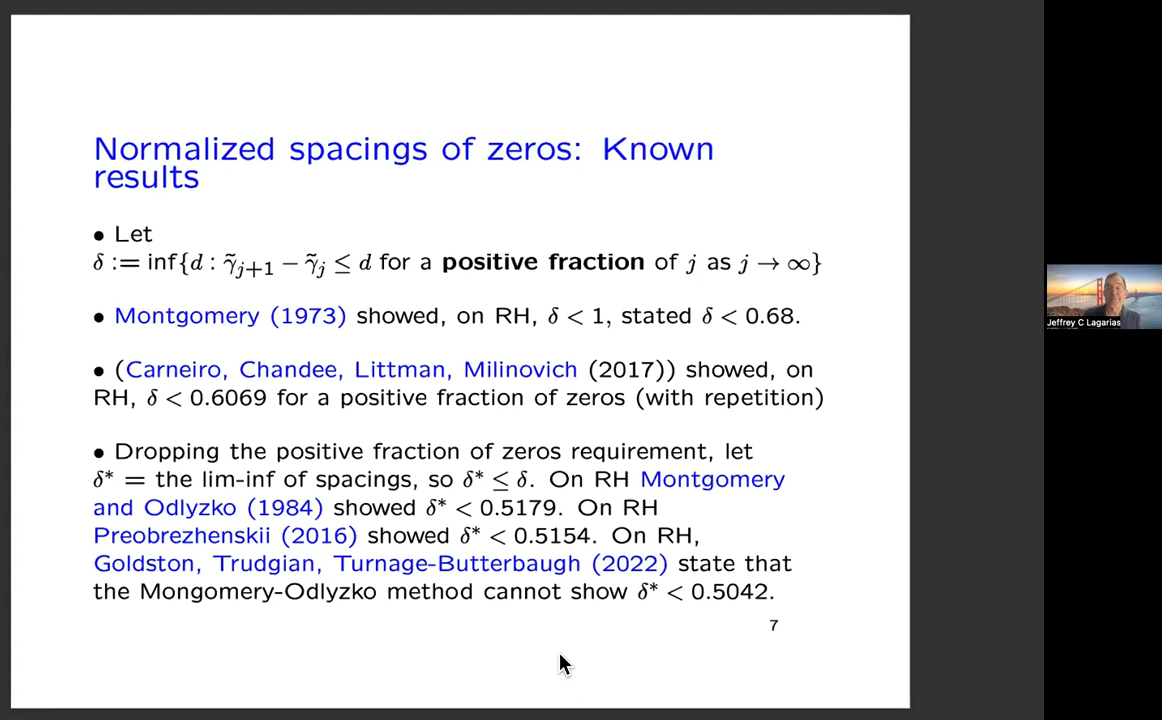 Normalized spacings of zeros: Known
results
• Let
δ := inf{d : γ̃_{j+1} − γ̃_j ≤ d for a positive fraction of j as j → ∞}
• Montgomery (1973) showed, on RH, δ < 1, stated δ < 0.68.
• (Carneiro, Chandee, Littman, Milinovich (2017)) showed, on
RH, δ < 0.6069 for a positive fraction of zeros (with repetition)
• Dropping the positive fraction of zeros requirement, let
δ* = the lim-inf of spacings, so δ* ≤ δ. On RH Montgomery
and Odlyzko (1984) showed δ* < 0.5179. On RH
Preobrezhenskii (2016) showed δ* < 0.5154. On RH,
Goldston, Trudgian, Turnage-Butterbaugh (2022) state that
the Mongomery-Odlyzko method cannot show δ* < 0.5042.
7
Jeffrey C Lagarias